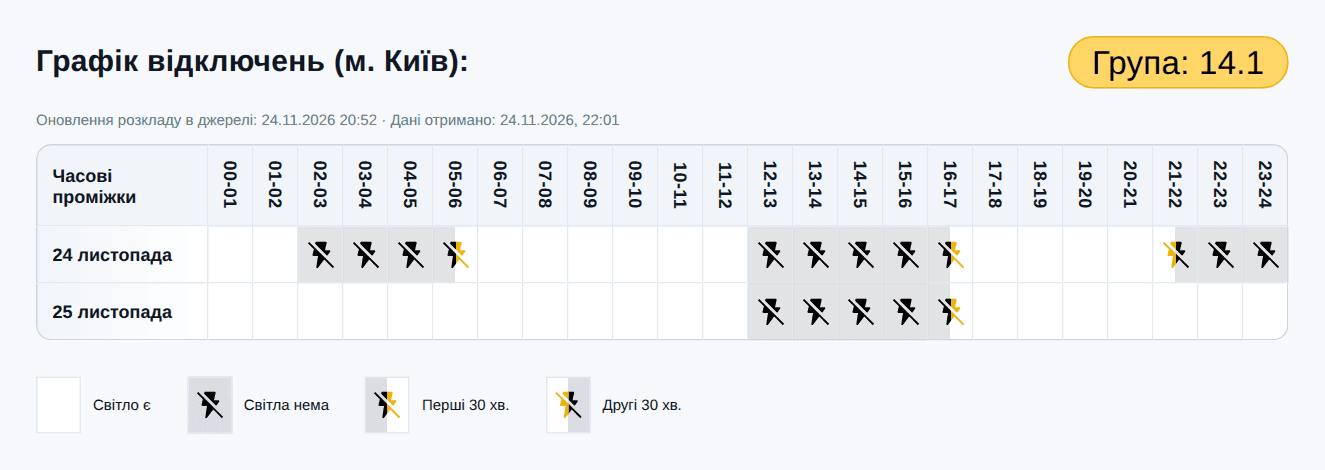 Графік відключень (м. Київ):
Група: 14.1
Оновлення розкладу в джерелі: 24.11.2026 20:52 · Дані отримано: 24.11.2026, 22:01
Часові
проміжки
00-01
01-02
02-03
03-04
04-05
05-06
06-07
07-08
08-09
09-10
10-11
11-12
12-13
13-14
14-15
15-16
16-17
17-18
18-19
19-20
20-21
21-22
22-23
23-24
24 листопада
25 листопада
Світло є
Світла нема
Перші 30 хв.
Другі 30 хв.